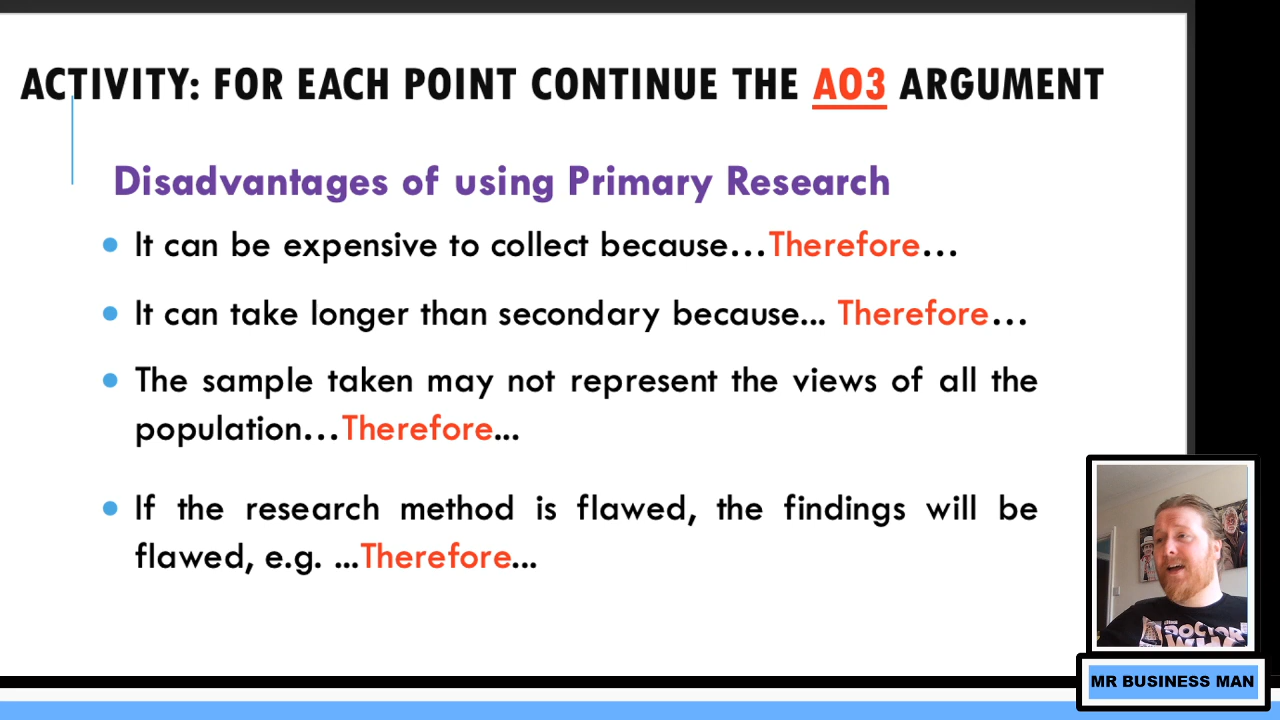 ACTIVITY: FOR EACH POINT CONTINUE THE AO3 ARGUMENT
Disadvantages of using Primary Research
• It can be expensive to collect because…Therefore…
• It can take longer than secondary because... Therefore…
• The sample taken may not represent the views of all the
population…Therefore...
• If the research method is flawed, the findings will be
flawed, e.g. ...Therefore...
DOCTOR
WHO
MR BUSINESS MAN